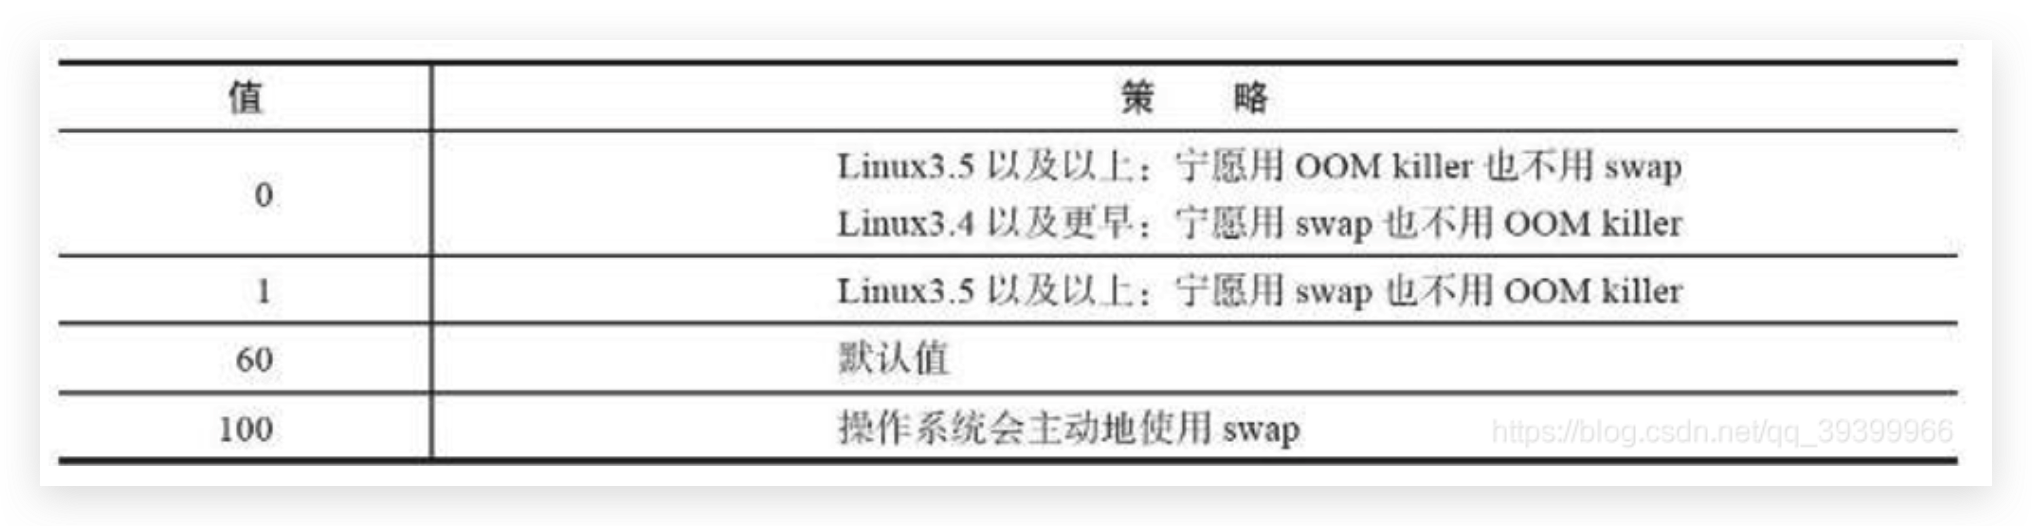 值 策 略
0 Linux3.5 以及以上：宁愿用 OOM killer 也不用 swap
Linux3.4 以及更早：宁愿用 swap 也不用 OOM killer
1 Linux3.5 以及以上：宁愿用 swap 也不用 OOM killer
60 默认值
100 操作系统会主动地使用 swap
https://blog.csdn.net/qq_39399966